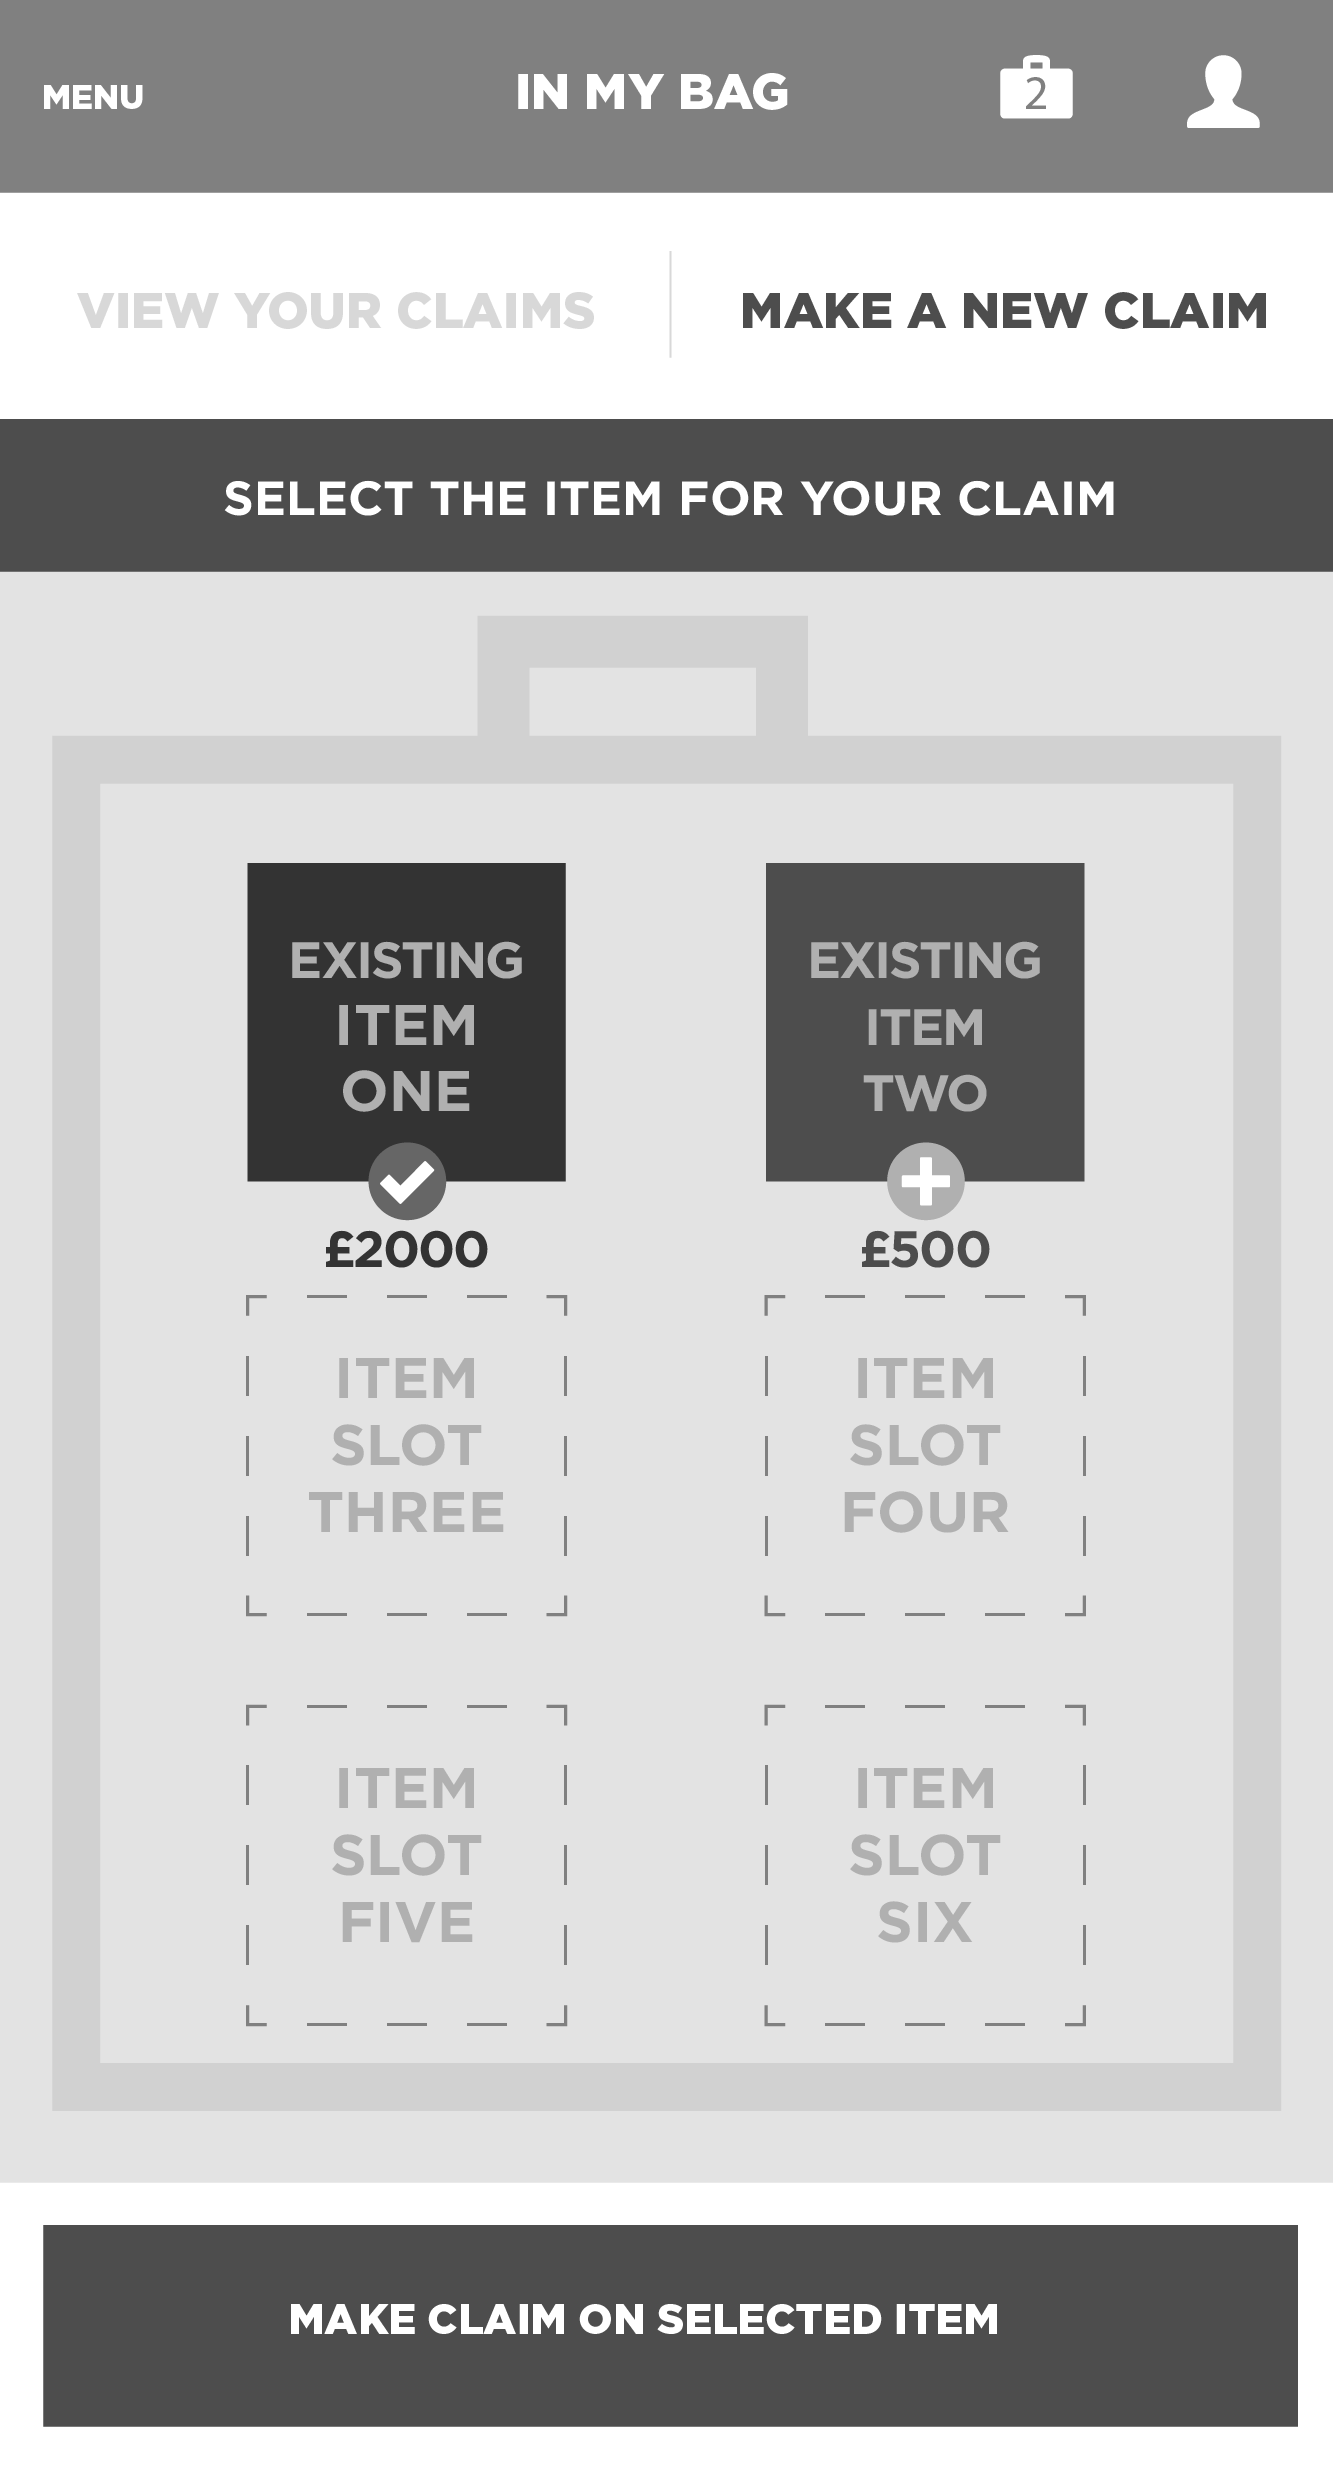 MENU
IN MY BAG
2
VIEW YOUR CLAIMS
MAKE A NEW CLAIM
SELECT THE ITEM FOR YOUR CLAIM
EXISTING
ITEM
ONE
£2000
EXISTING
ITEM
TWO
£500
ITEM
SLOT
THREE
ITEM
SLOT
FOUR
ITEM
SLOT
FIVE
ITEM
SLOT
SIX
MAKE CLAIM ON SELECTED ITEM